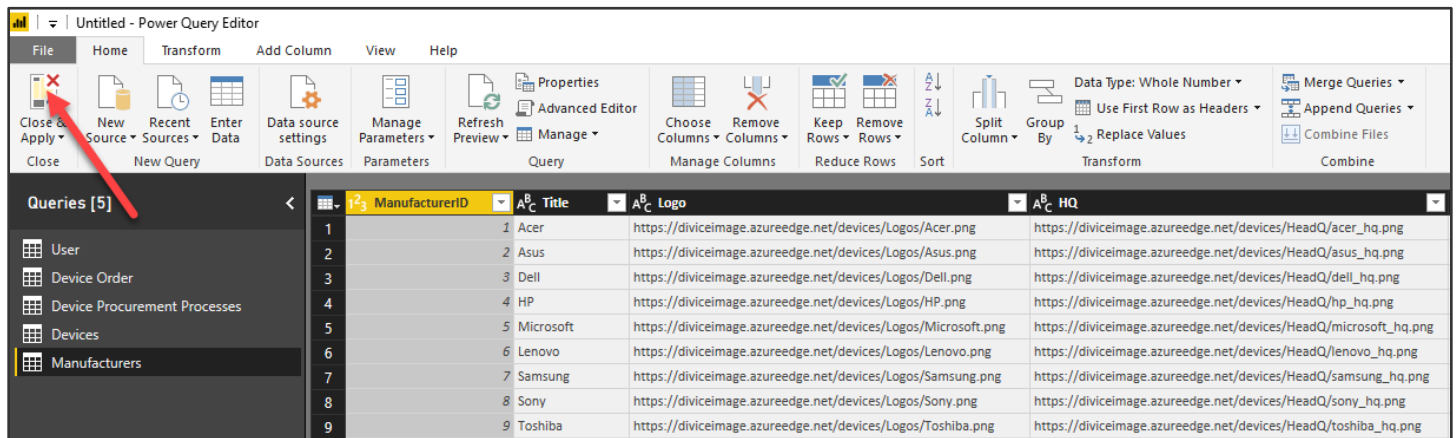 Untitled - Power Query Editor
File Home Transform Add Column View Help
Close & Apply
New Source
Recent Sources
Enter Data
Data source settings
Manage Parameters
Refresh Preview
Properties
Advanced Editor
Manage
Choose Columns
Remove Columns
Keep Rows
Remove Rows
Split Column
Group By
Data Type: Whole Number
Use First Row as Headers
Replace Values
Merge Queries
Append Queries
Combine Files
Close New Query Data Sources Parameters Query Manage Columns Reduce Rows Sort Transform Combine
Queries [5]
User
Device Order
Device Procurement Processes
Devices
Manufacturers
ManufacturerID Title Logo HQ
1 1 Acer https://diviceimage.azureedge.net/devices/Logos/Acer.png https://diviceimage.azureedge.net/devices/HeadQ/acer_hq.png
2 2 Asus https://diviceimage.azureedge.net/devices/Logos/Asus.png https://diviceimage.azureedge.net/devices/HeadQ/asus_hq.png
3 3 Dell https://diviceimage.azureedge.net/devices/Logos/Dell.png https://diviceimage.azureedge.net/devices/HeadQ/dell_hq.png
4 4 HP https://diviceimage.azureedge.net/devices/Logos/HP.png https://diviceimage.azureedge.net/devices/HeadQ/hp_hq.png
5 5 Microsoft https://diviceimage.azureedge.net/devices/Logos/Microsoft.png https://diviceimage.azureedge.net/devices/HeadQ/microsoft_hq.png
6 6 Lenovo https://diviceimage.azureedge.net/devices/Logos/Lenovo.png https://diviceimage.azureedge.net/devices/HeadQ/lenovo_hq.png
7 7 Samsung https://diviceimage.azureedge.net/devices/Logos/Samsung.png https://diviceimage.azureedge.net/devices/HeadQ/samsung_hq.png
8 8 Sony https://diviceimage.azureedge.net/devices/Logos/Sony.png https://diviceimage.azureedge.net/devices/HeadQ/sony_hq.png
9 9 Toshiba https://diviceimage.azureedge.net/devices/Logos/Toshiba.png https://diviceimage.azureedge.net/devices/HeadQ/toshiba_hq.png